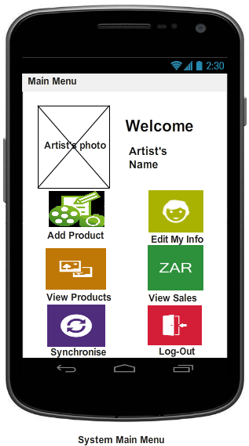 2:30
Main Menu
Artist's photo
Welcome
Artist's
Name
Add Product
Edit My Info
ZAR
View Products
View Sales
Synchronise
Log-Out
System Main Menu